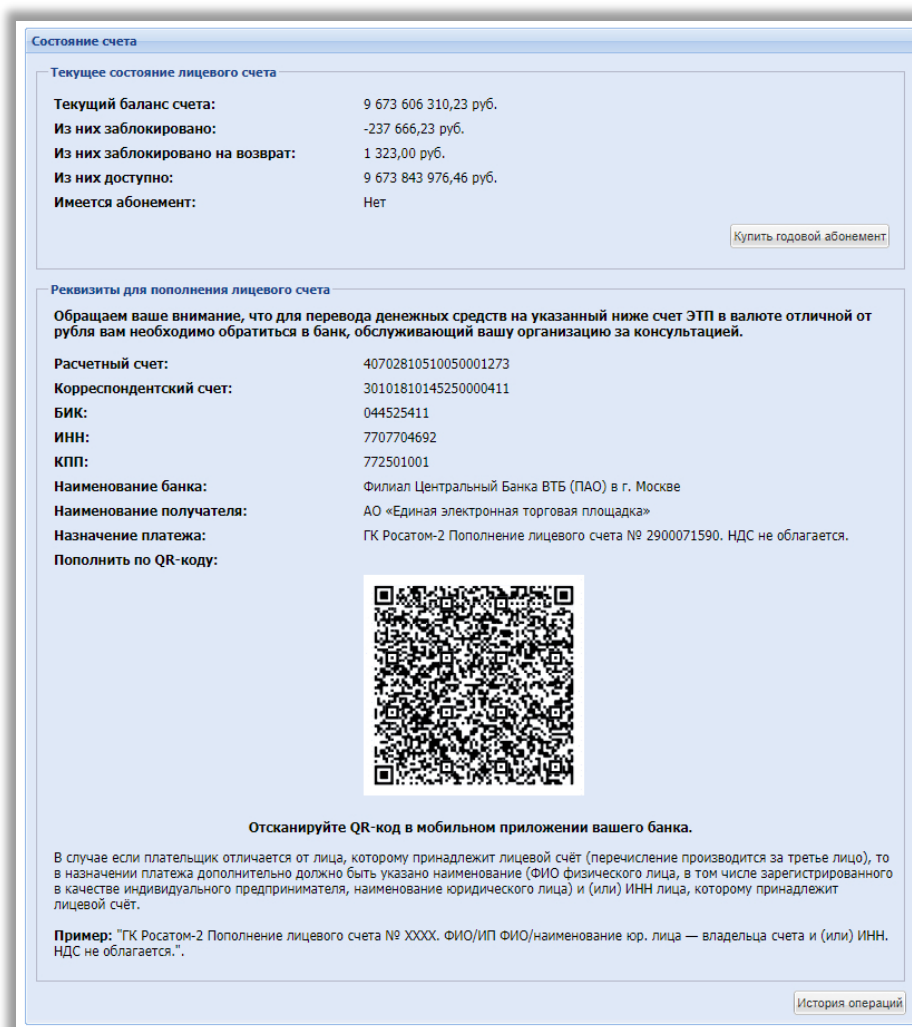 Состояние счета
Текущее состояние лицевого счета
Текущий баланс счета: 9 673 606 310,23 руб.
Из них заблокировано: -237 666,23 руб.
Из них заблокировано на возврат: 1 323,00 руб.
Из них доступно: 9 673 843 976,46 руб.
Имеется абонемент: Нет
Купить годовой абонемент
Реквизиты для пополнения лицевого счета
Обращаем ваше внимание, что для перевода денежных средств на указанный ниже счет ЭТП в валюте отличной от
рубля вам необходимо обратиться в банк, обслуживающий вашу организацию за консультацией.
Расчетный счет: 40702810510050001273
Корреспондентский счет: 30101810145250000411
БИК: 044525411
ИНН: 7707704692
КПП: 772501001
Наименование банка: Филиал Центральный Банка ВТБ (ПАО) в г. Москве
Наименование получателя: АО «Единая электронная торговая площадка»
Назначение платежа: ГК Росатом-2 Пополнение лицевого счета № 2900071590. НДС не облагается.
Пополнить по QR-коду:
Отсканируйте QR-код в мобильном приложении вашего банка.
В случае если плательщик отличается от лица, которому принадлежит лицевой счёт (перечисление производится за третье лицо), то
в назначении платежа дополнительно должно быть указано наименование (ФИО физического лица, в том числе зарегистрированного
в качестве индивидуального предпринимателя, наименование юридического лица) и (или) ИНН лица, которому принадлежит
лицевой счёт.
Пример: "ГК Росатом-2 Пополнение лицевого счета № XXXX. ФИО/ИП ФИО/наименование юр. лица — владельца счета и (или) ИНН.
НДС не облагается.".
История операций